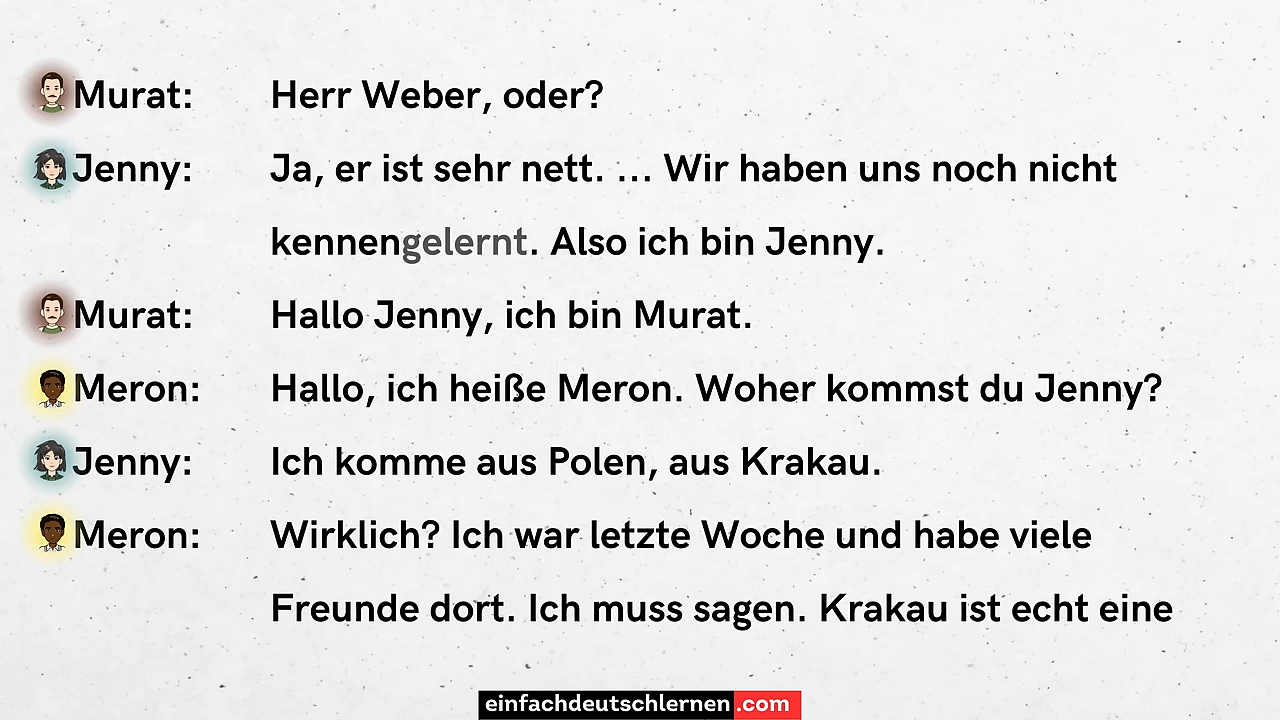 Murat: Herr Weber, oder?
Jenny: Ja, er ist sehr nett. ... Wir haben uns noch nicht
kennengelernt. Also ich bin Jenny.
Murat: Hallo Jenny, ich bin Murat.
Meron: Hallo, ich heiße Meron. Woher kommst du Jenny?
Jenny: Ich komme aus Polen, aus Krakau.
Meron: Wirklich? Ich war letzte Woche und habe viele
Freunde dort. Ich muss sagen. Krakau ist echt eine
einfachdeutschlernen.com